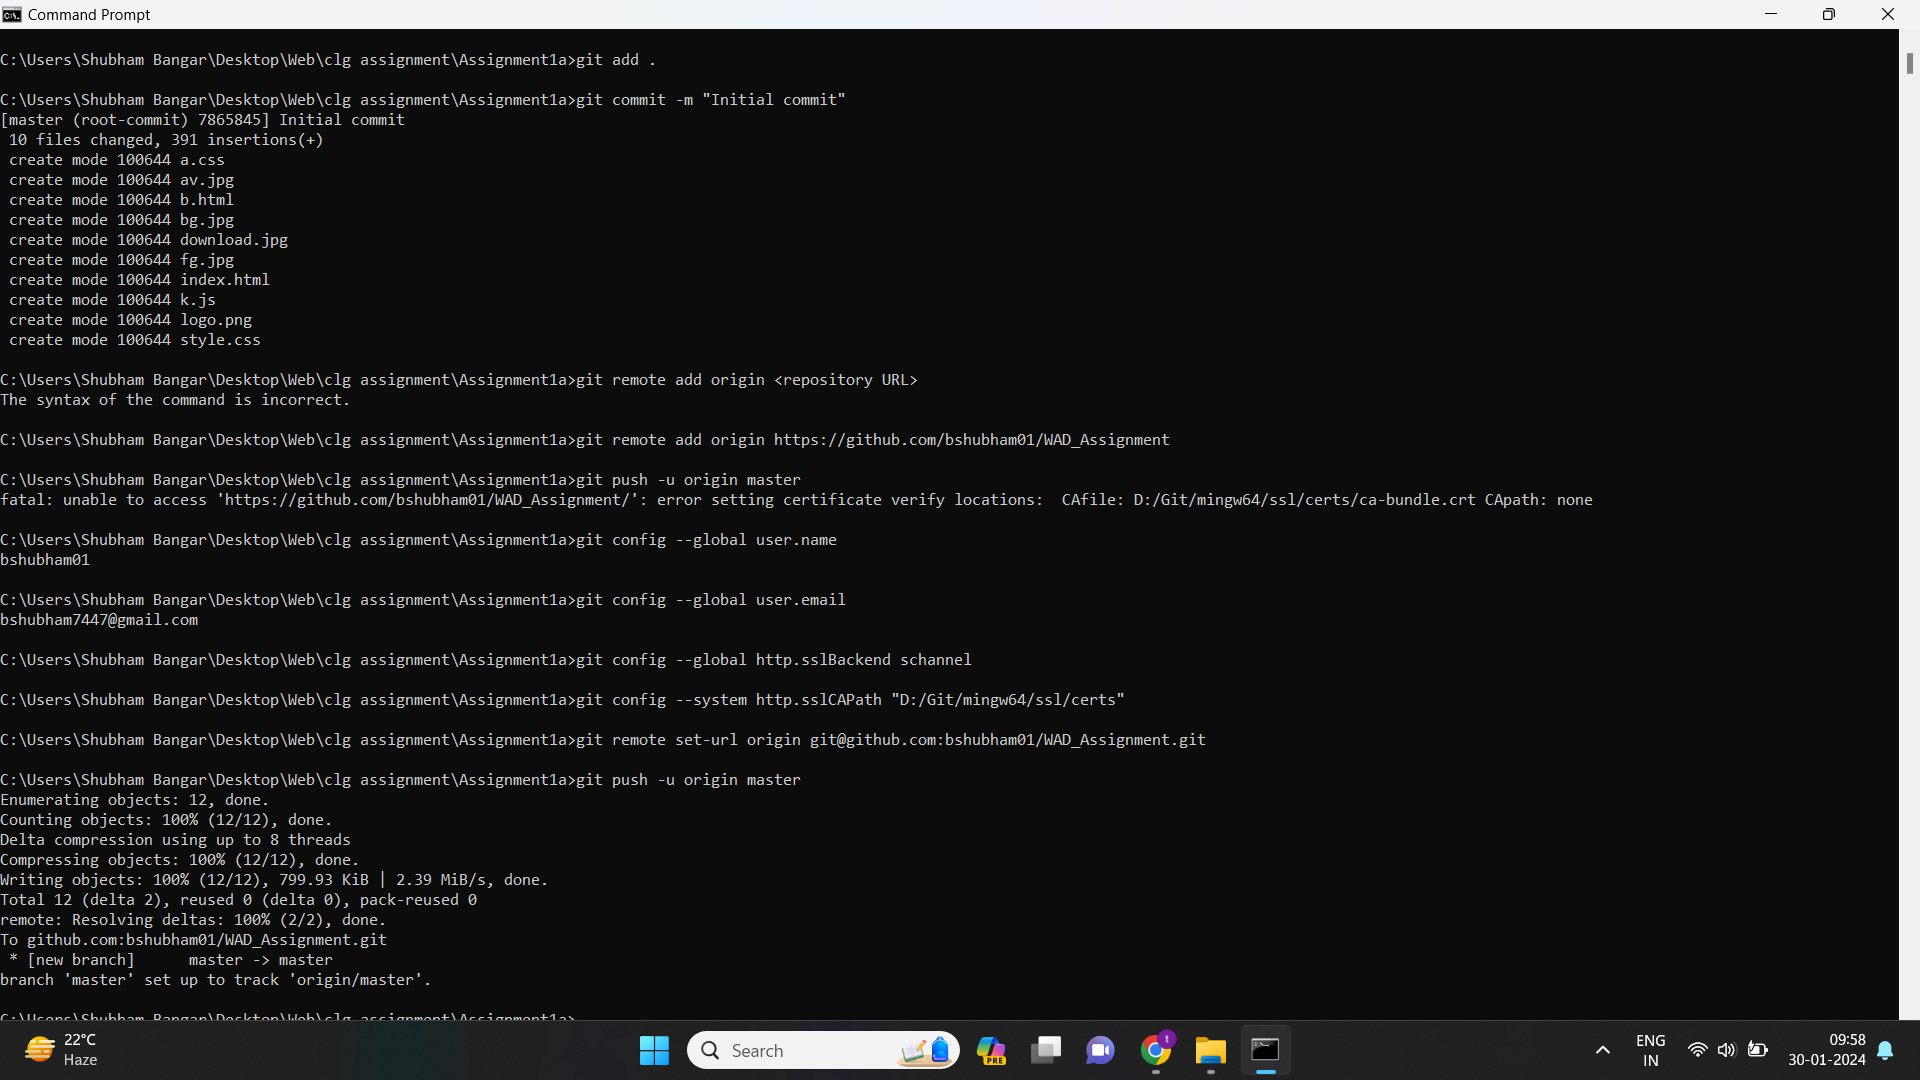 Command Prompt
C:\Users\Shubham Bangar\Desktop\Web\clg assignment\Assignment1a>git add .
C:\Users\Shubham Bangar\Desktop\Web\clg assignment\Assignment1a>git commit -m "Initial commit"
[master (root-commit) 7865845] Initial commit
 10 files changed, 391 insertions(+)
 create mode 100644 a.css
 create mode 100644 av.jpg
 create mode 100644 b.html
 create mode 100644 bg.jpg
 create mode 100644 download.jpg
 create mode 100644 fg.jpg
 create mode 100644 index.html
 create mode 100644 k.js
 create mode 100644 logo.png
 create mode 100644 style.css
C:\Users\Shubham Bangar\Desktop\Web\clg assignment\Assignment1a>git remote add origin <repository URL>
The syntax of the command is incorrect.
C:\Users\Shubham Bangar\Desktop\Web\clg assignment\Assignment1a>git remote add origin https://github.com/bshubham01/WAD_Assignment
C:\Users\Shubham Bangar\Desktop\Web\clg assignment\Assignment1a>git push -u origin master
fatal: unable to access 'https://github.com/bshubham01/WAD_Assignment/': error setting certificate verify locations:  CAfile: D:/Git/mingw64/ssl/certs/ca-bundle.crt CApath: none
C:\Users\Shubham Bangar\Desktop\Web\clg assignment\Assignment1a>git config --global user.name
bshubham01
C:\Users\Shubham Bangar\Desktop\Web\clg assignment\Assignment1a>git config --global user.email
bshubham7447@gmail.com
C:\Users\Shubham Bangar\Desktop\Web\clg assignment\Assignment1a>git config --global http.sslBackend schannel
C:\Users\Shubham Bangar\Desktop\Web\clg assignment\Assignment1a>git config --system http.sslCAPath "D:/Git/mingw64/ssl/certs"
C:\Users\Shubham Bangar\Desktop\Web\clg assignment\Assignment1a>git remote set-url origin git@github.com:bshubham01/WAD_Assignment.git
C:\Users\Shubham Bangar\Desktop\Web\clg assignment\Assignment1a>git push -u origin master
Enumerating objects: 12, done.
Counting objects: 100% (12/12), done.
Delta compression using up to 8 threads
Compressing objects: 100% (12/12), done.
Writing objects: 100% (12/12), 799.93 KiB | 2.39 MiB/s, done.
Total 12 (delta 2), reused 0 (delta 0), pack-reused 0
remote: Resolving deltas: 100% (2/2), done.
To github.com:bshubham01/WAD_Assignment.git
 * [new branch]      master -> master
branch 'master' set up to track 'origin/master'.
C:\Users\Shubham Bangar\Desktop\Web\clg assignment\Assignment1a>
22°C
Haze
Search
PRE
t
ENG
IN
09:58
30-01-2024